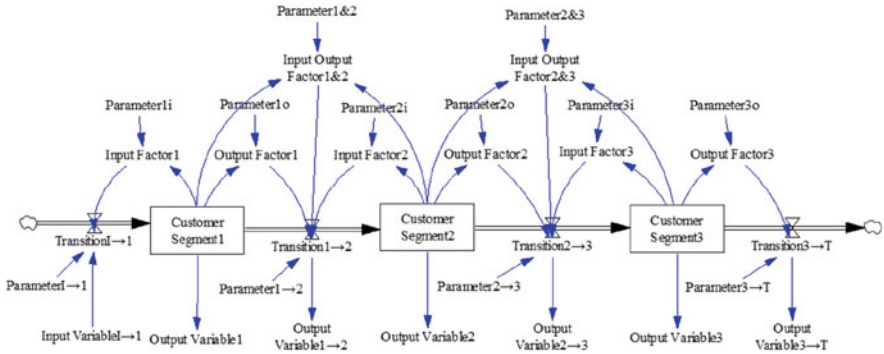 Parameter1&2
Parameter2&3
Input Output
Factor1&2
Input Output
Factor2&3
Parameter1i
Parameter1o
Parameter2i
Parameter2o
Parameter3i
Parameter3o
Input Factor1
Output Factor1
Input Factor2
Output Factor2
Input Factor3
Output Factor3
Customer
Segment1
Customer
Segment2
Customer
Segment3
TransitionI→1
Transition1→2
Transition2→3
Transition3→T
ParameterI→1
Parameter1→2
Parameter2→3
Parameter3→T
Input VariableI→1
Output Variable1
Output
Variable1→2
Output Variable2
Output
Variable2→3
Output Variable3
Output
Variable3→T